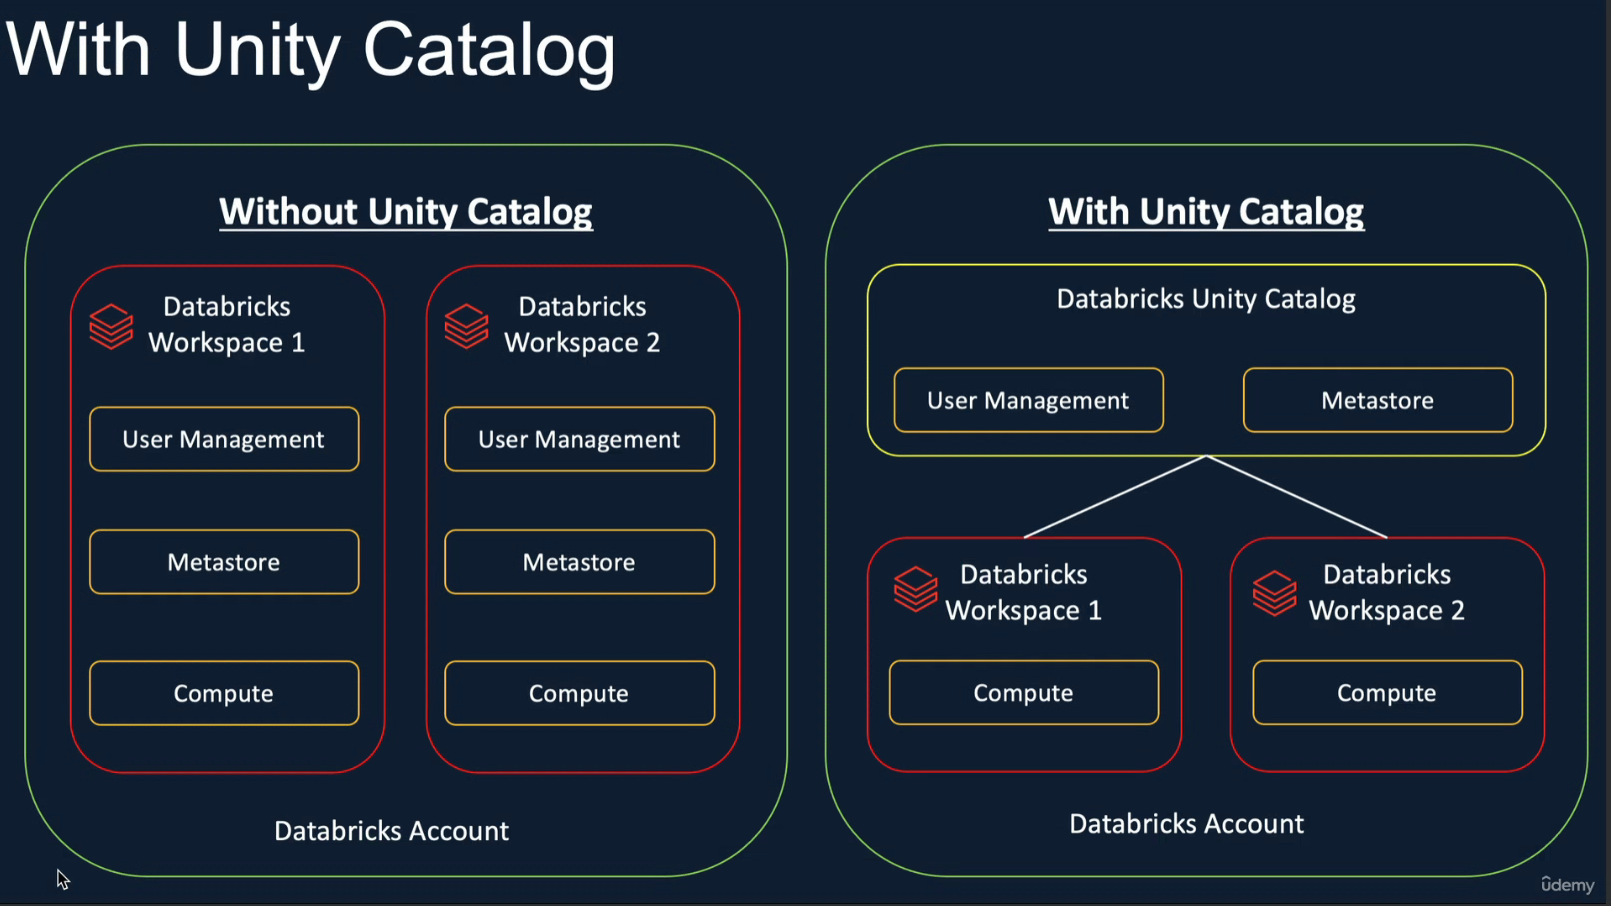 With Unity Catalog
Without Unity Catalog
Databricks
Workspace 1
User Management
Metastore
Compute
Databricks
Workspace 2
User Management
Metastore
Compute
Databricks Account
With Unity Catalog
Databricks Unity Catalog
User Management
Metastore
Databricks
Workspace 1
Compute
Databricks
Workspace 2
Compute
Databricks Account
ûdemy